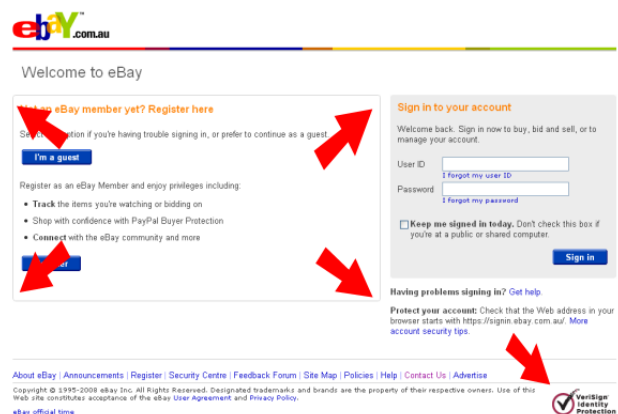 ebY™.com.au
Welcome to eBay
an eBay member yet? Register here
Se option if you're having trouble signing in, or prefer to continue as a guest.
I'm a guest
Register as an eBay Member and enjoy privileges including:
• Track the items you're watching or bidding on
• Shop with confidence with PayPal Buyer Protection
• Connect with the eBay community and more
Sign in to your account
Welcome back. Sign in now to buy, bid and sell, or to
manage your account.
User ID
I forgot my user ID
Password
I forgot my password
Keep me signed in today. Don't check this box if
you're at a public or shared computer.
Sign in
Having problems signing in? Get help.
Protect your account: Check that the Web address in your
browser starts with https://signin.ebay.com.au/. More
account security tips.
About eBay | Announcements | Register | Security Centre | Feedback Forum | Site Map | Policies | Help | Contact Us | Advertise
Copyright © 1995-2008 eBay Inc. All Rights Reserved. Designated trademarks and brands are the property of their respective owners. Use of this
Web site constitutes acceptance of the eBay User Agreement and Privacy Policy.
eBay official time
VeriSign
Identity
Protection